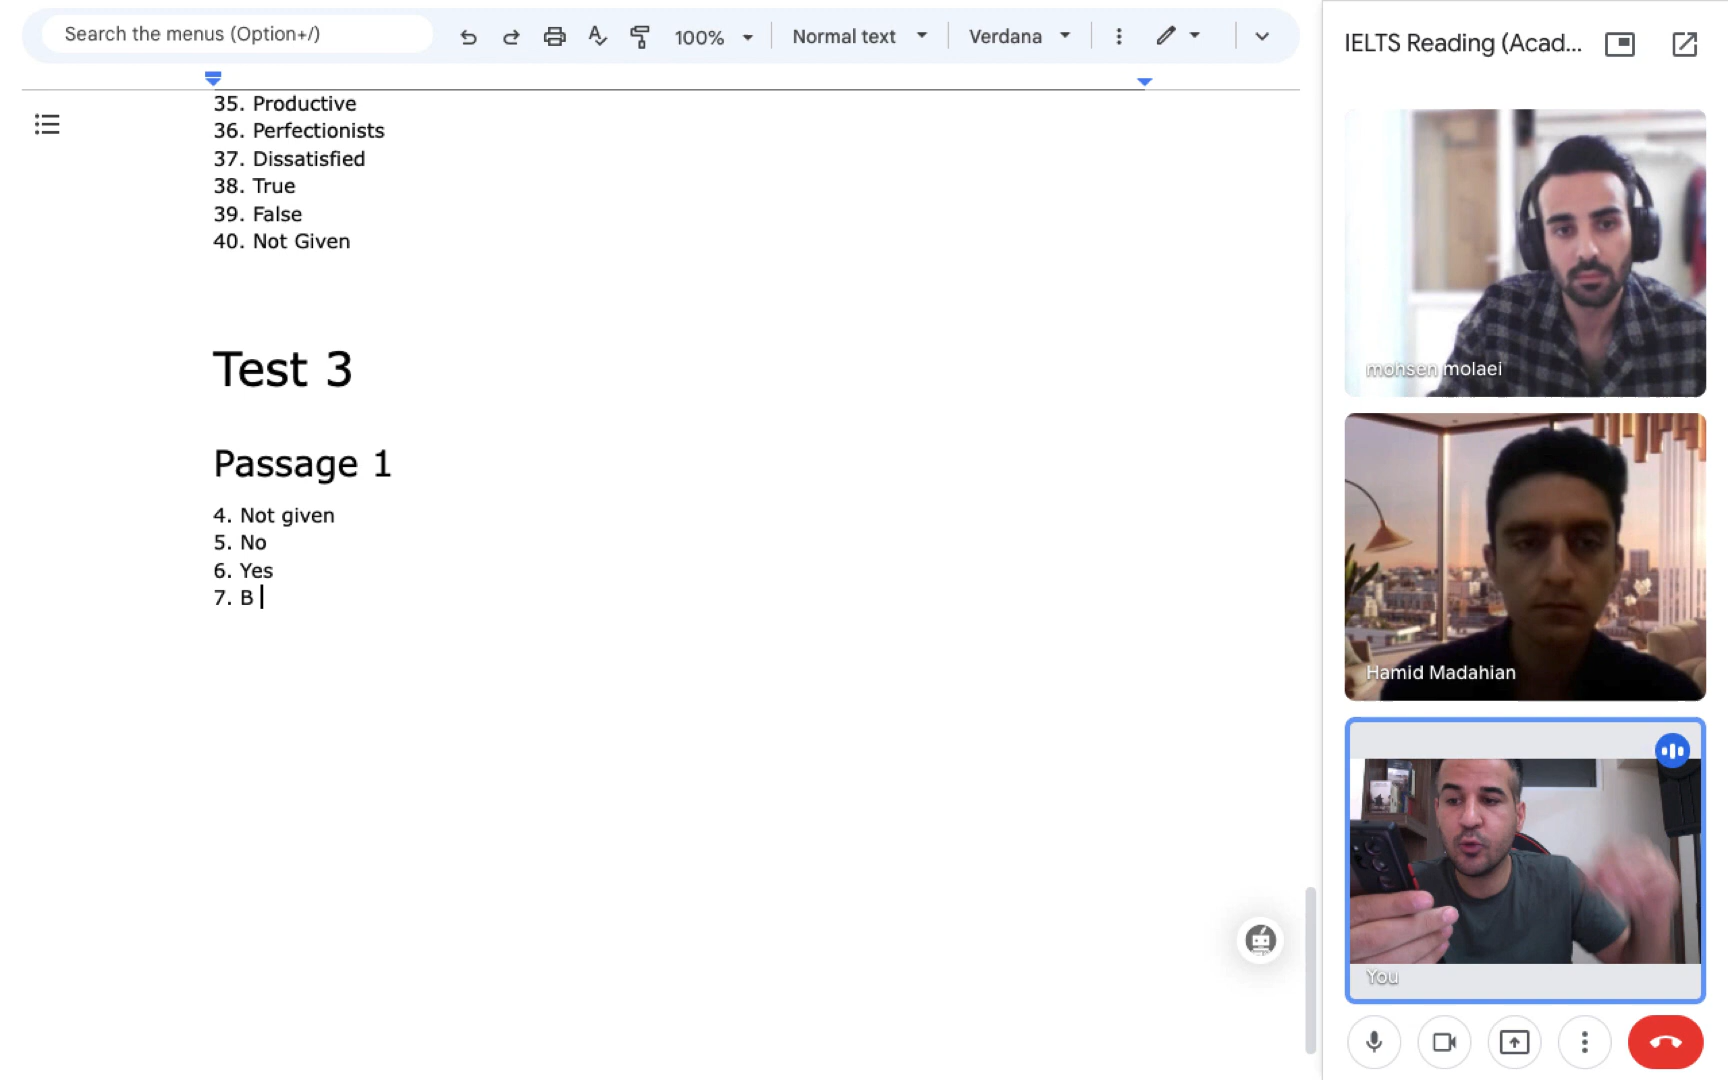 Search the menus (Option+/)
100%
Normal text
Verdana
35. Productive
36. Perfectionists
37. Dissatisfied
38. True
39. False
40. Not Given
Test 3
Passage 1
4. Not given
5. No
6. Yes
7. B
IELTS Reading (Acad...
mohsen molaei
Hamid Madahian
You